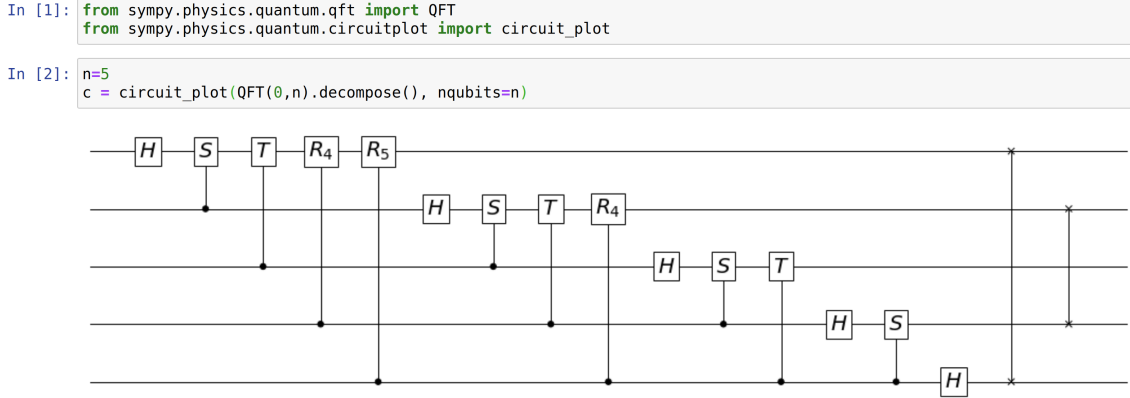 In [1]: from sympy.physics.quantum.qft import QFT
from sympy.physics.quantum.circuitplot import circuit_plot
In [2]: n=5
c = circuit_plot(QFT(0,n).decompose(), nqubits=n)
H S T R4 R5
H S T R4
H S T
H S
H